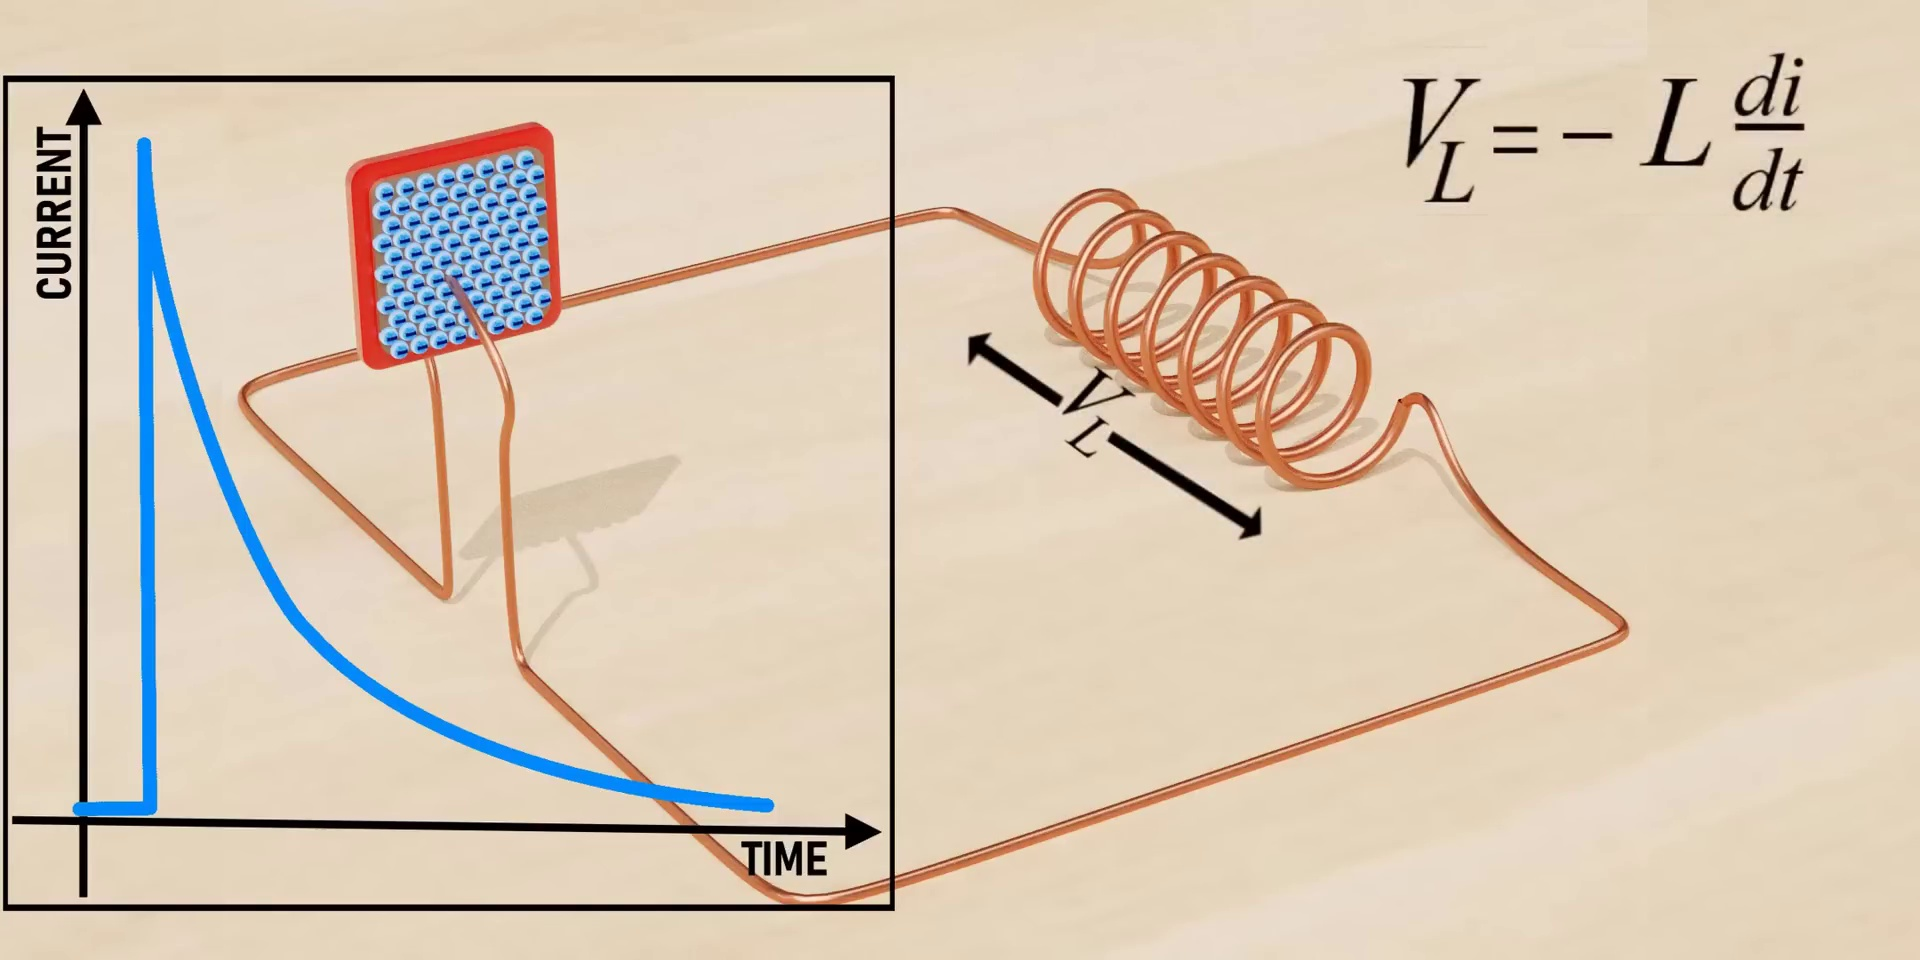 CURRENT
TIME
V_L
V_L = - L di/dt